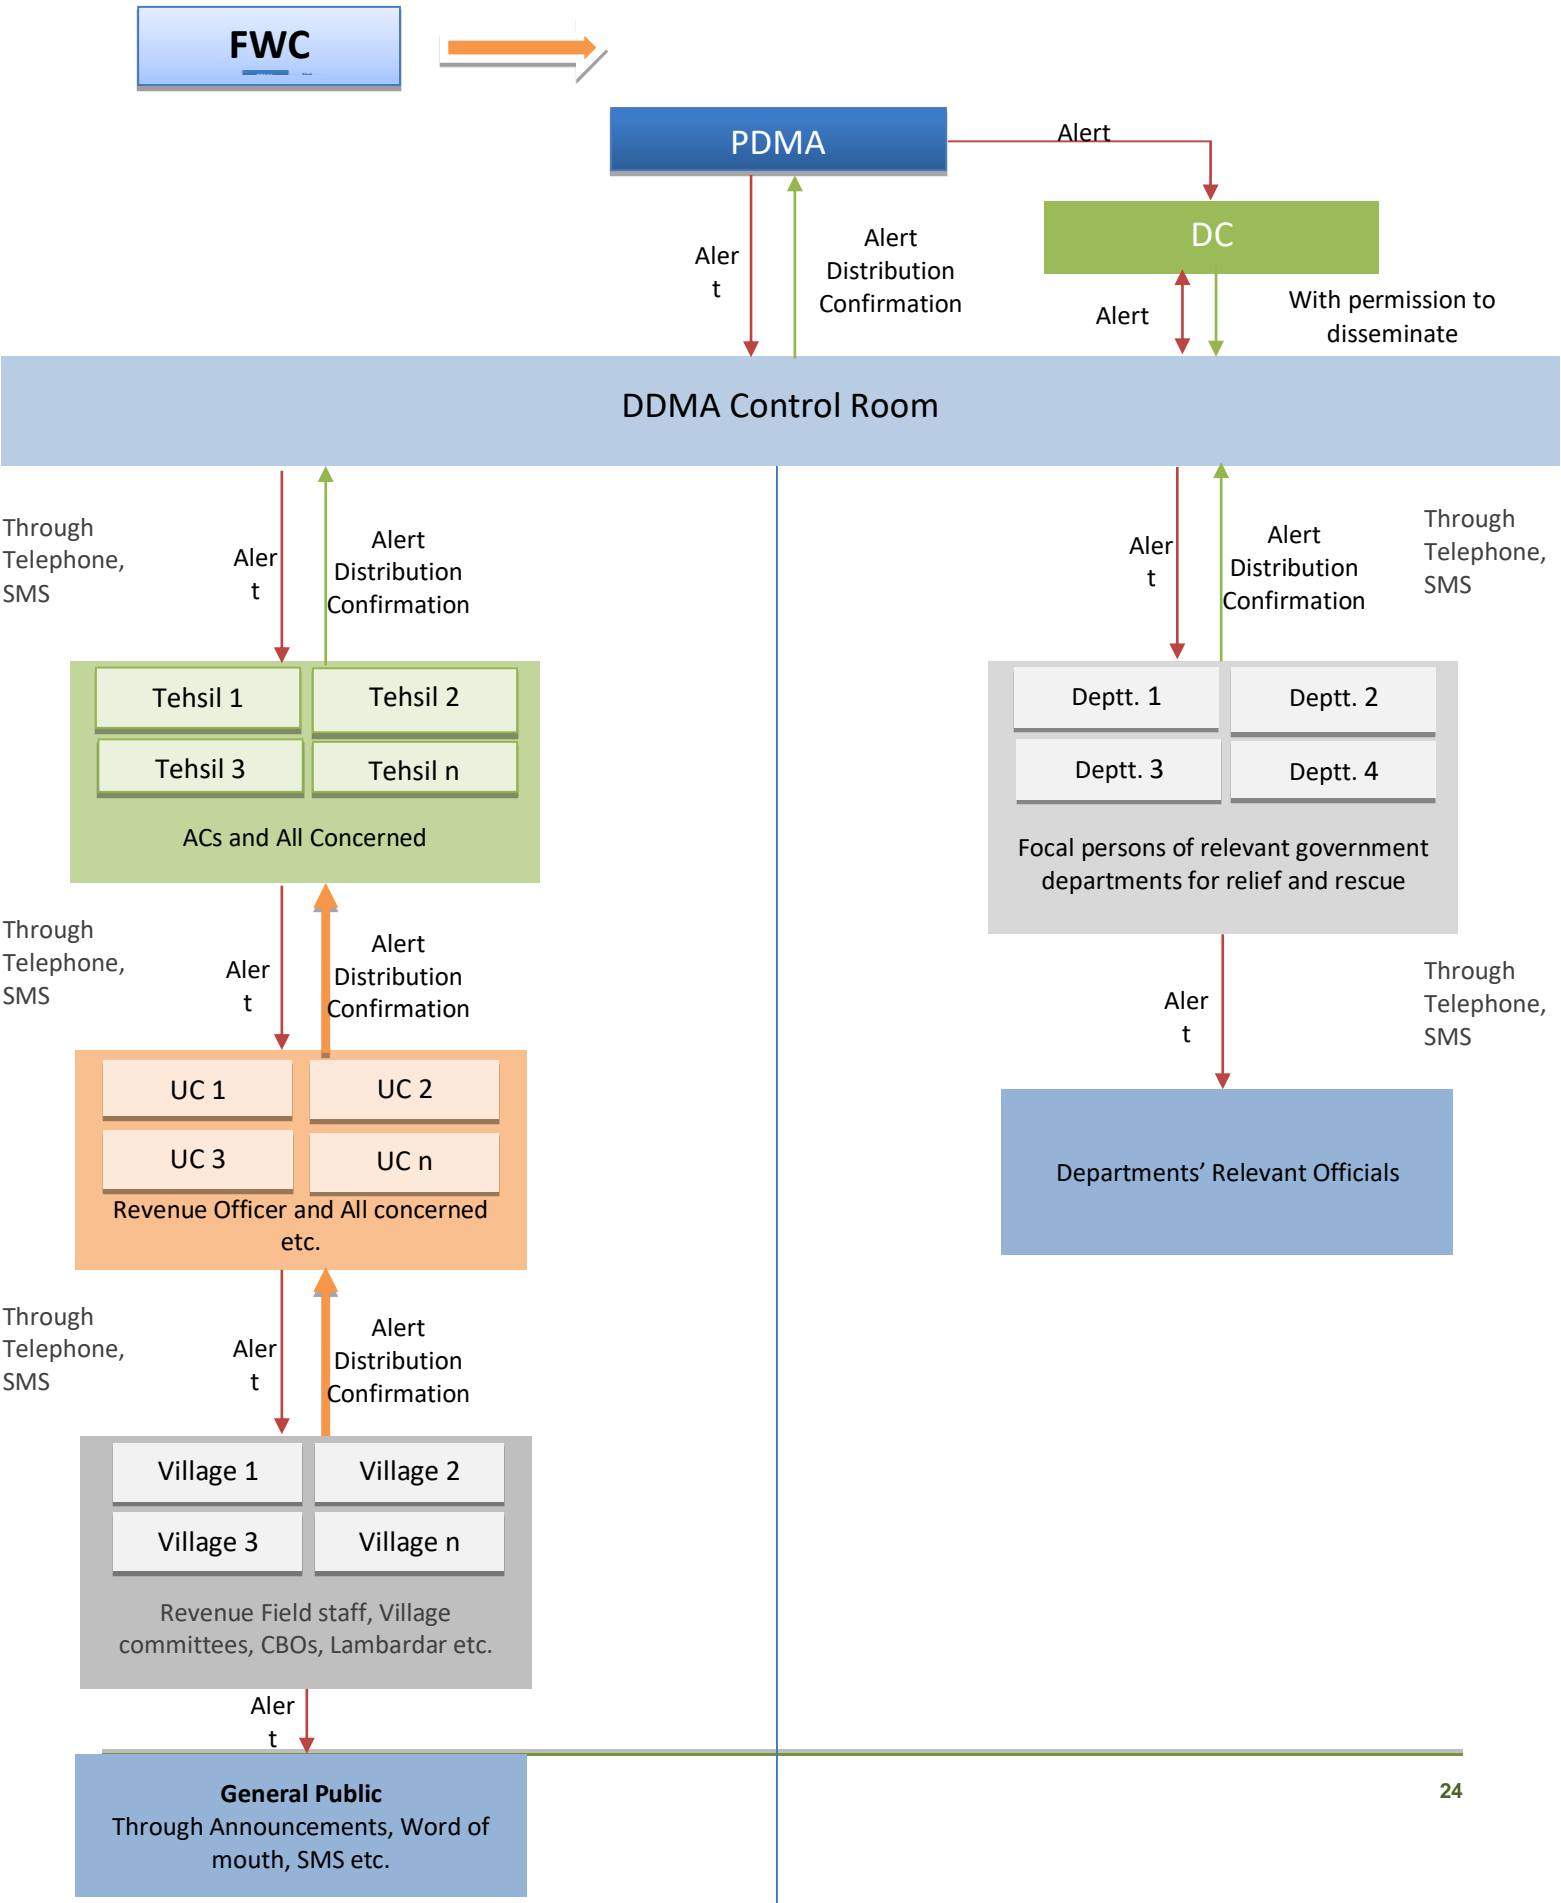 FWC
PDMA
Alert
DC
Aler
t
Alert
Distribution
Confirmation
Alert
With permission to
disseminate
DDMA Control Room
Through
Telephone,
SMS
Aler
t
Alert
Distribution
Confirmation
Aler
t
Alert
Distribution
Confirmation
Through
Telephone,
SMS
Tehsil 1
Tehsil 2
Tehsil 3
Tehsil n
ACs and All Concerned
Deptt. 1
Deptt. 2
Deptt. 3
Deptt. 4
Focal persons of relevant government
departments for relief and rescue
Through
Telephone,
SMS
Aler
t
Alert
Distribution
Confirmation
Aler
t
Through
Telephone,
SMS
UC 1
UC 2
UC 3
UC n
Revenue Officer and All concerned
etc.
Departments’ Relevant Officials
Through
Telephone,
SMS
Aler
t
Alert
Distribution
Confirmation
Village 1
Village 2
Village 3
Village n
Revenue Field staff, Village
committees, CBOs, Lambardar etc.
Aler
t
General Public
Through Announcements, Word of
mouth, SMS etc.
24